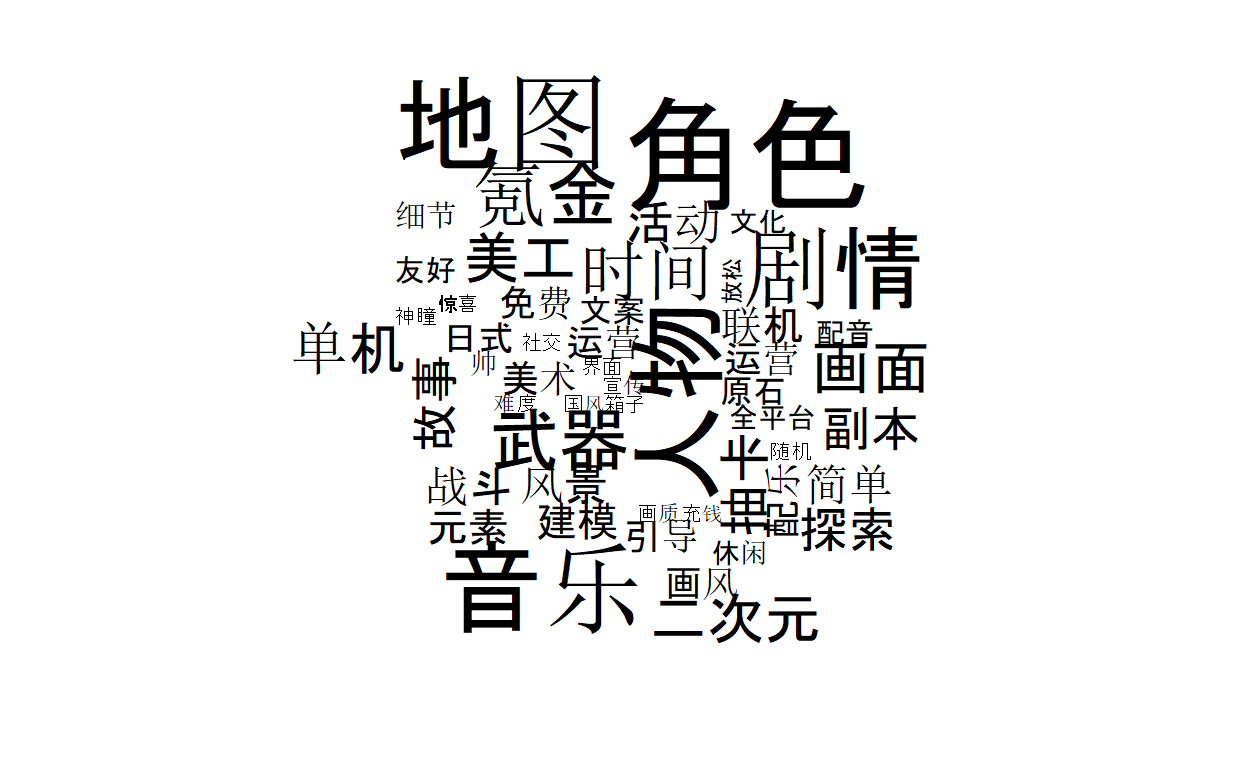 地图
角色
氪金
细节
活动
文化
美工
时间
剧情
友好
放松
神瞳
惊喜
免费
文案
人物
联机
配音
单机
日式
社交
运营
运营
画面
师
界面
故事
美术
宣传
原石
难度
国风
箱子
全平台
副本
武器
抽卡
随机
战斗
风景
配乐
简单
元素
建模
画质
充钱
引导
探索
休闲
音乐
画风
二次元